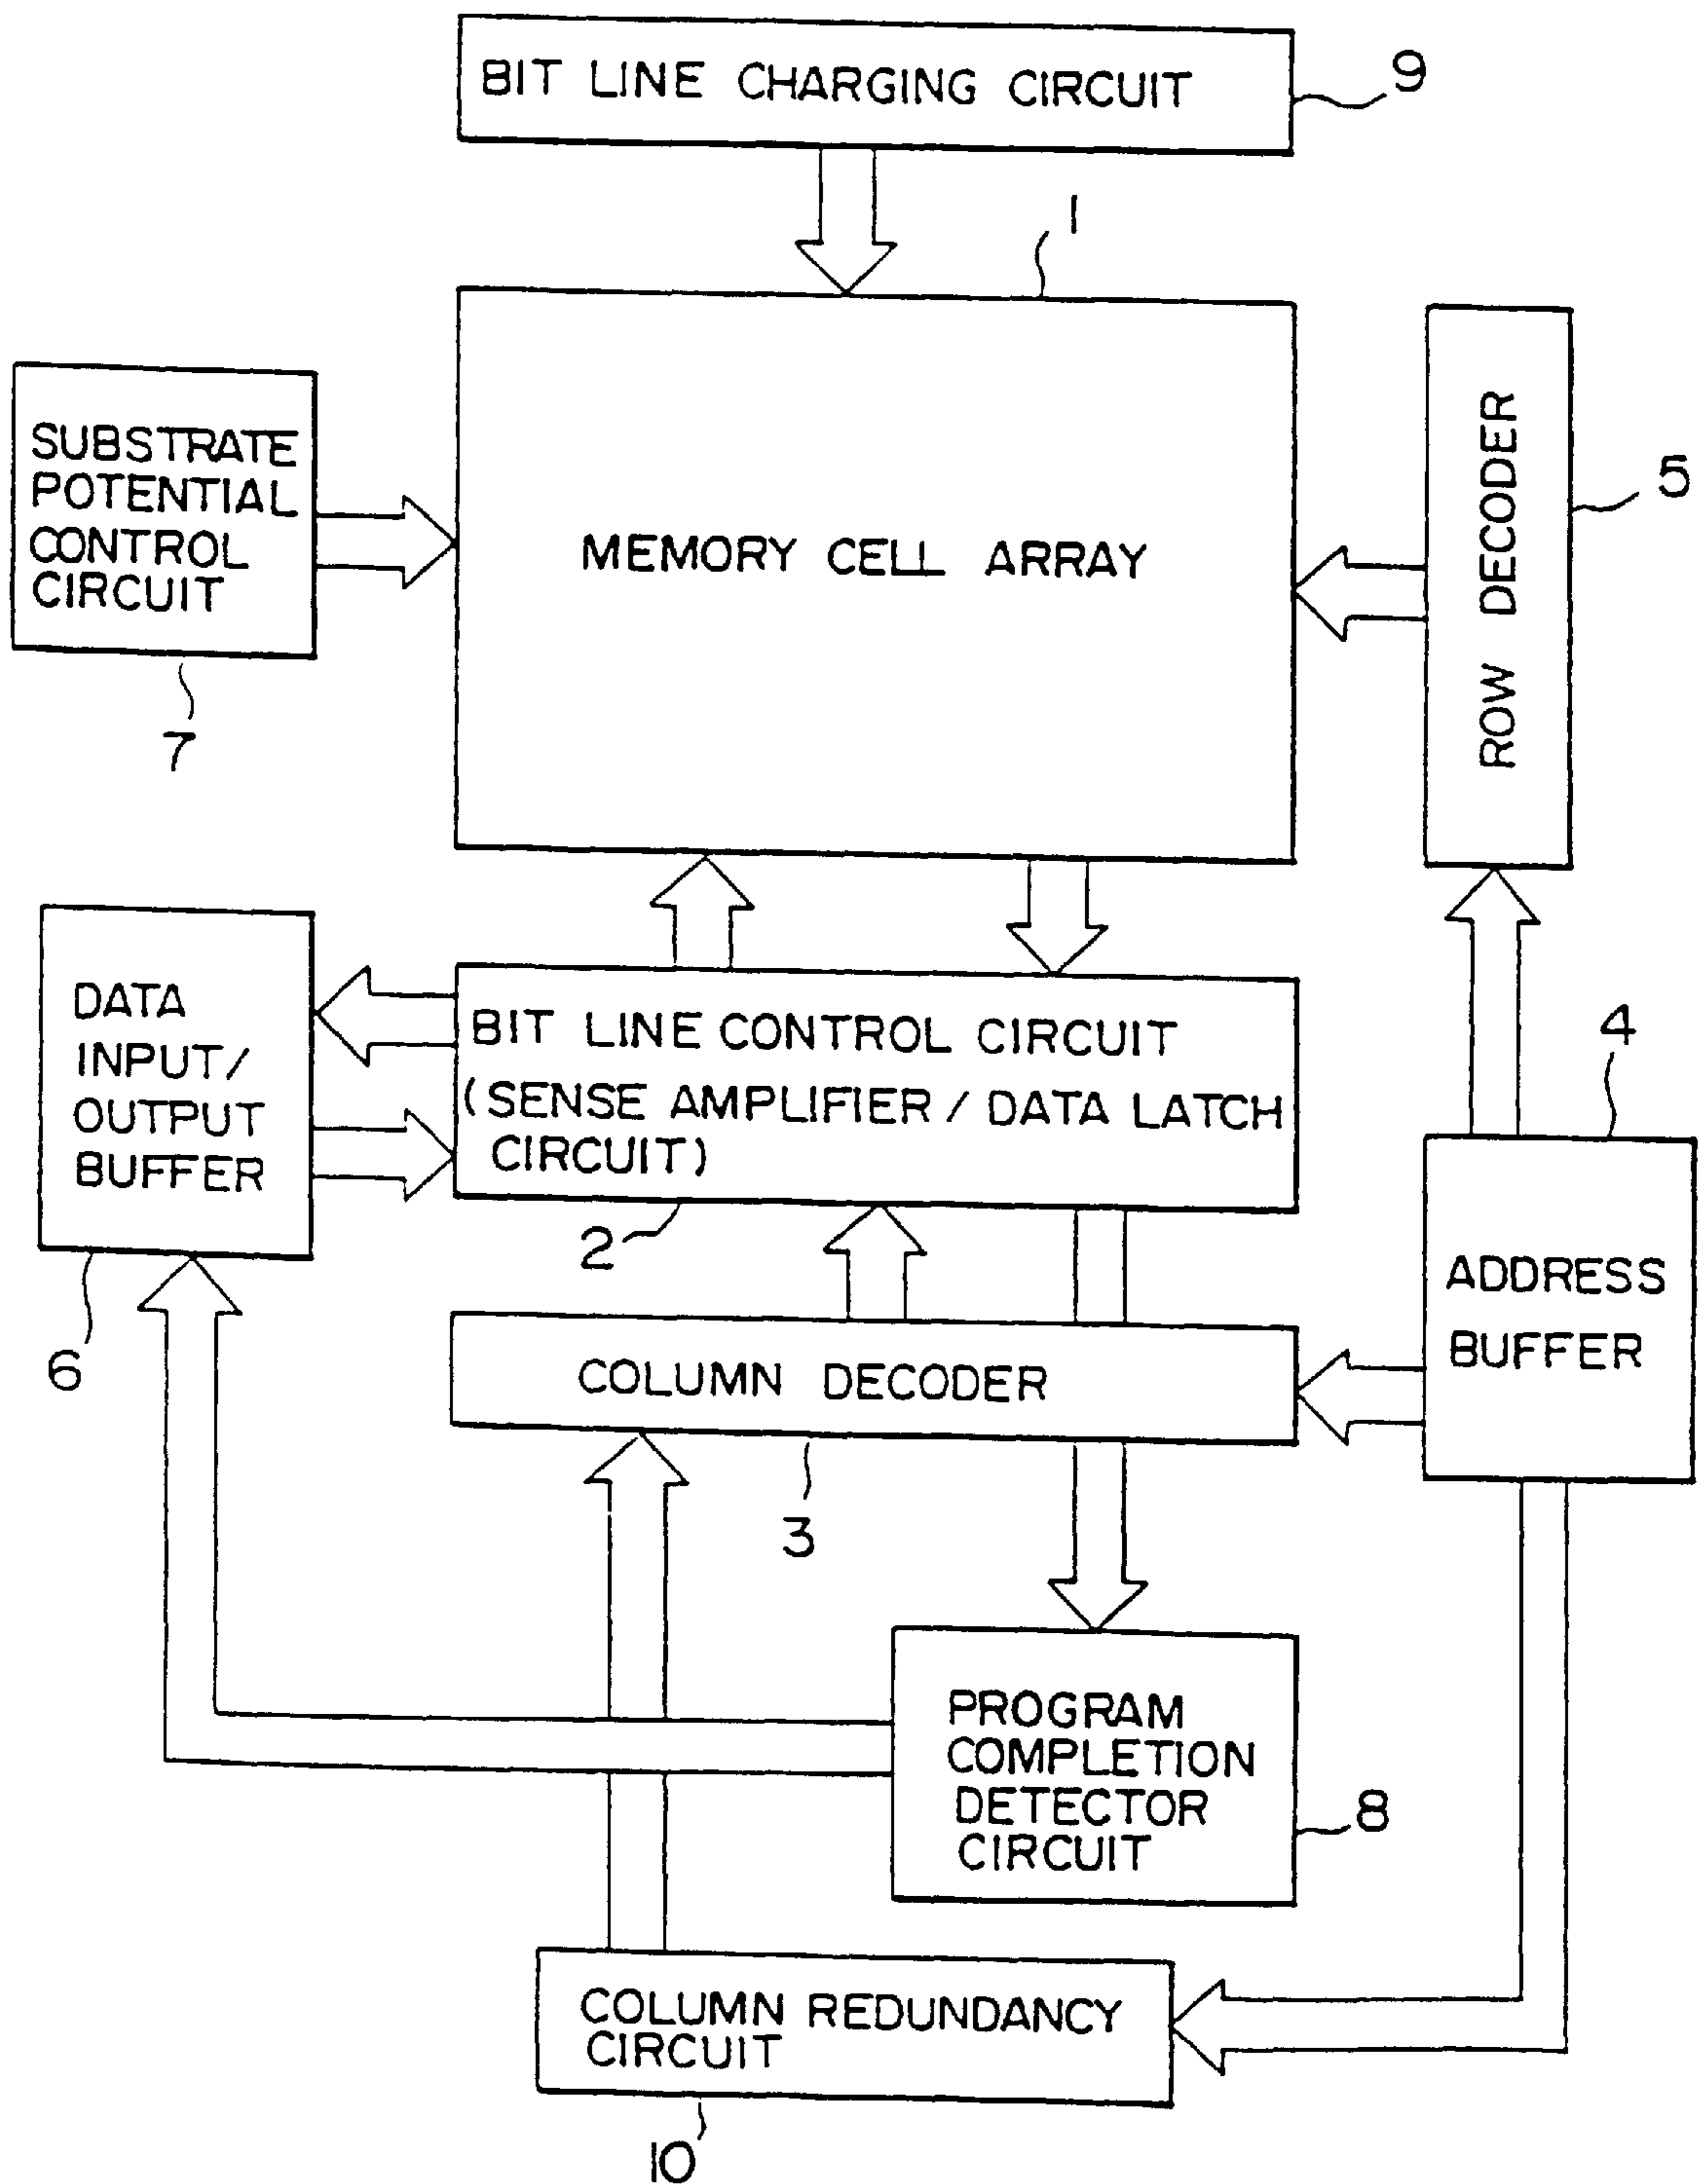 BIT LINE CHARGING CIRCUIT
9
1
SUBSTRATE
POTENTIAL
CONTROL
CIRCUIT
7
MEMORY CELL ARRAY
ROW DECODER
5
DATA
INPUT/
OUTPUT
BUFFER
6
BIT LINE CONTROL CIRCUIT
(SENSE AMPLIFIER / DATA LATCH
CIRCUIT)
2
4
ADDRESS
BUFFER
COLUMN DECODER
3
PROGRAM
COMPLETION
DETECTOR
CIRCUIT
8
COLUMN REDUNDANCY
CIRCUIT
10